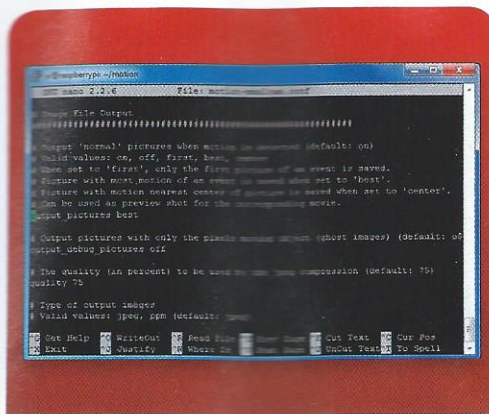 raspberrypi: ~/motion
GNU nano 2.2.6 File:
# Image File Output
############################################################
# Output 'normal' pictures when motion is detected (default: on)
# Valid values: on, off, first, best, center
# When set to 'first', only the first picture of an event is saved.
# Picture with most motion of an event is saved when set to 'best'.
# Picture with motion nearest center of picture is saved when set to 'center'.
# Can be used as preview shot for the corresponding movie.
output_pictures best
# Output pictures with only the pixels moving object (ghost images) (default: of
output_debug_pictures off
# The quality (in percent) to be used by the jpeg compression (default: 75)
quality 75
# Type of output images
# Valid values: jpeg, ppm (default: jpeg)
^G Get Help ^O WriteOut ^R Read File ^K Cut Text ^C Cur Pos
^X Exit ^J Justify ^W Where Is ^U UnCut Text ^T To Spell